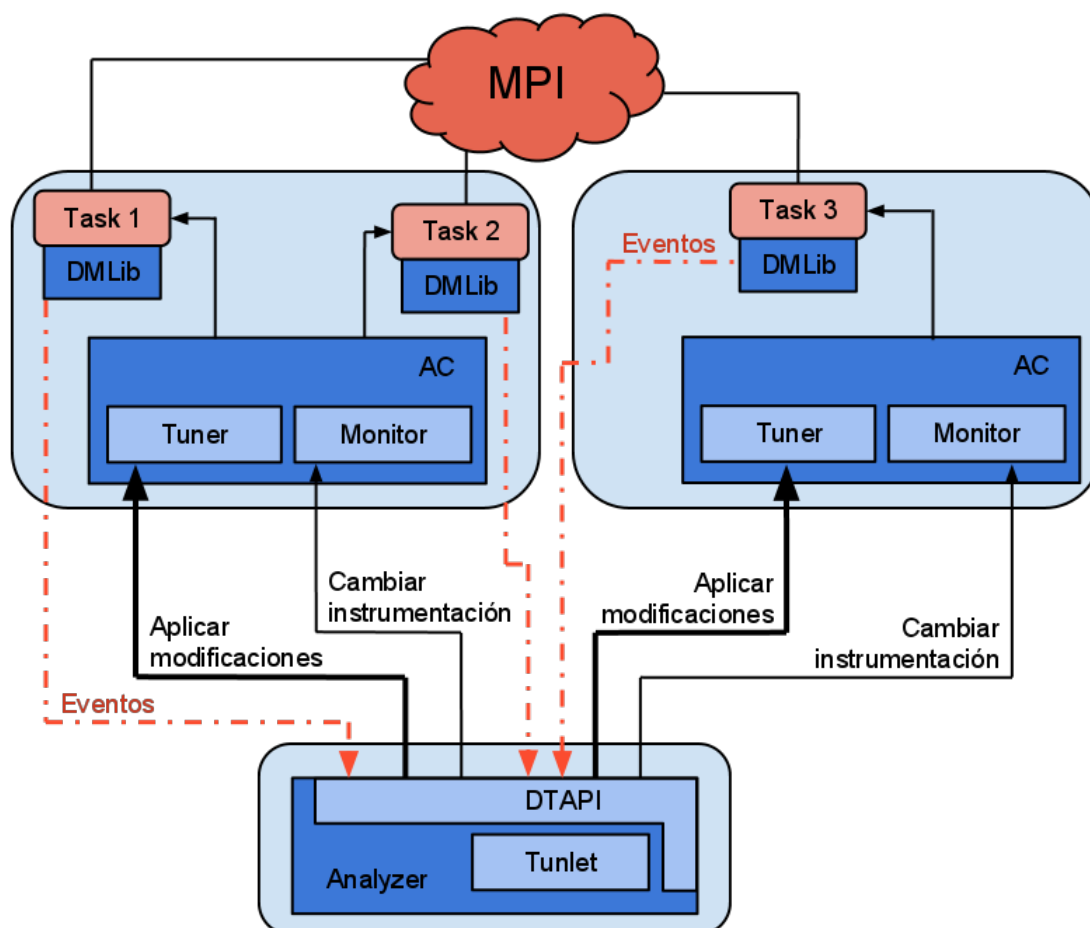 MPI
Task 1
Task 2
Task 3
DMLib
DMLib
DMLib
Eventos
AC
AC
Tuner
Monitor
Tuner
Monitor
Cambiar
instrumentación
Aplicar
modificaciones
Aplicar
modificaciones
Cambiar
instrumentación
Eventos
DTAPI
Tunlet
Analyzer